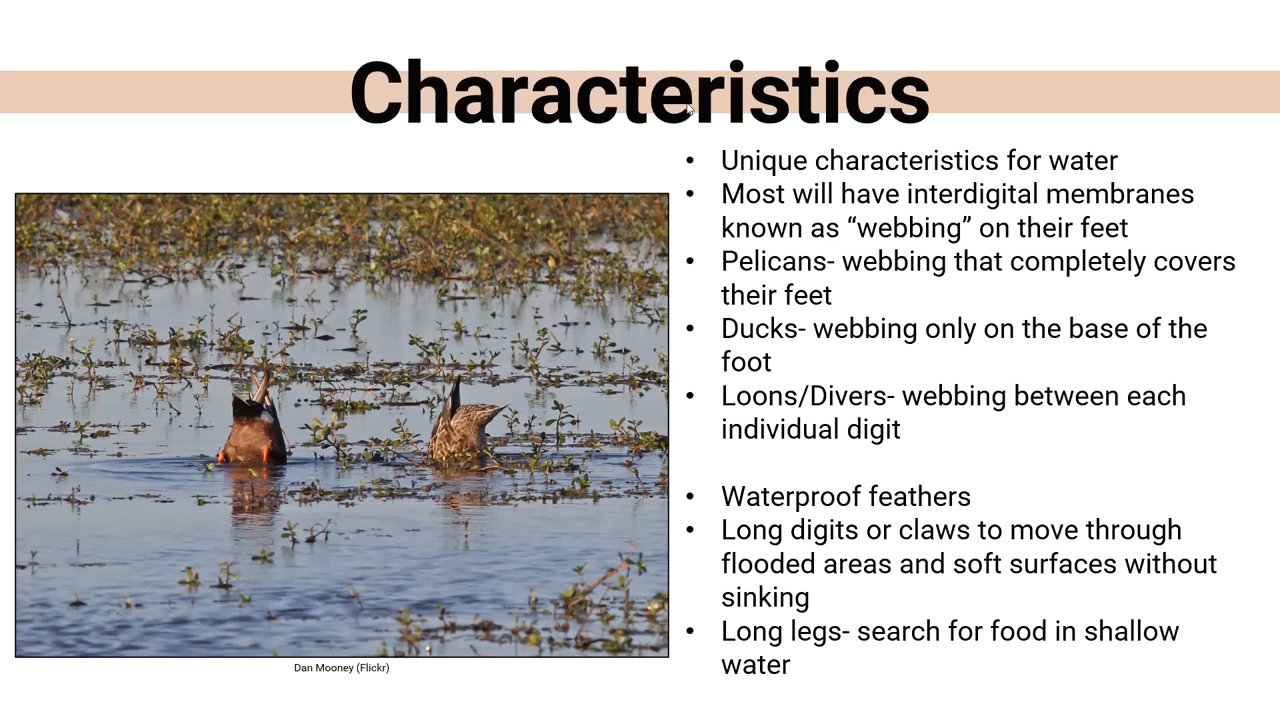 Characteristics
• Unique characteristics for water
• Most will have interdigital membranes
known as “webbing” on their feet
• Pelicans- webbing that completely covers
their feet
• Ducks- webbing only on the base of the
foot
• Loons/Divers- webbing between each
individual digit
• Waterproof feathers
• Long digits or claws to move through
flooded areas and soft surfaces without
sinking
• Long legs- search for food in shallow
water
Dan Mooney (Flickr)